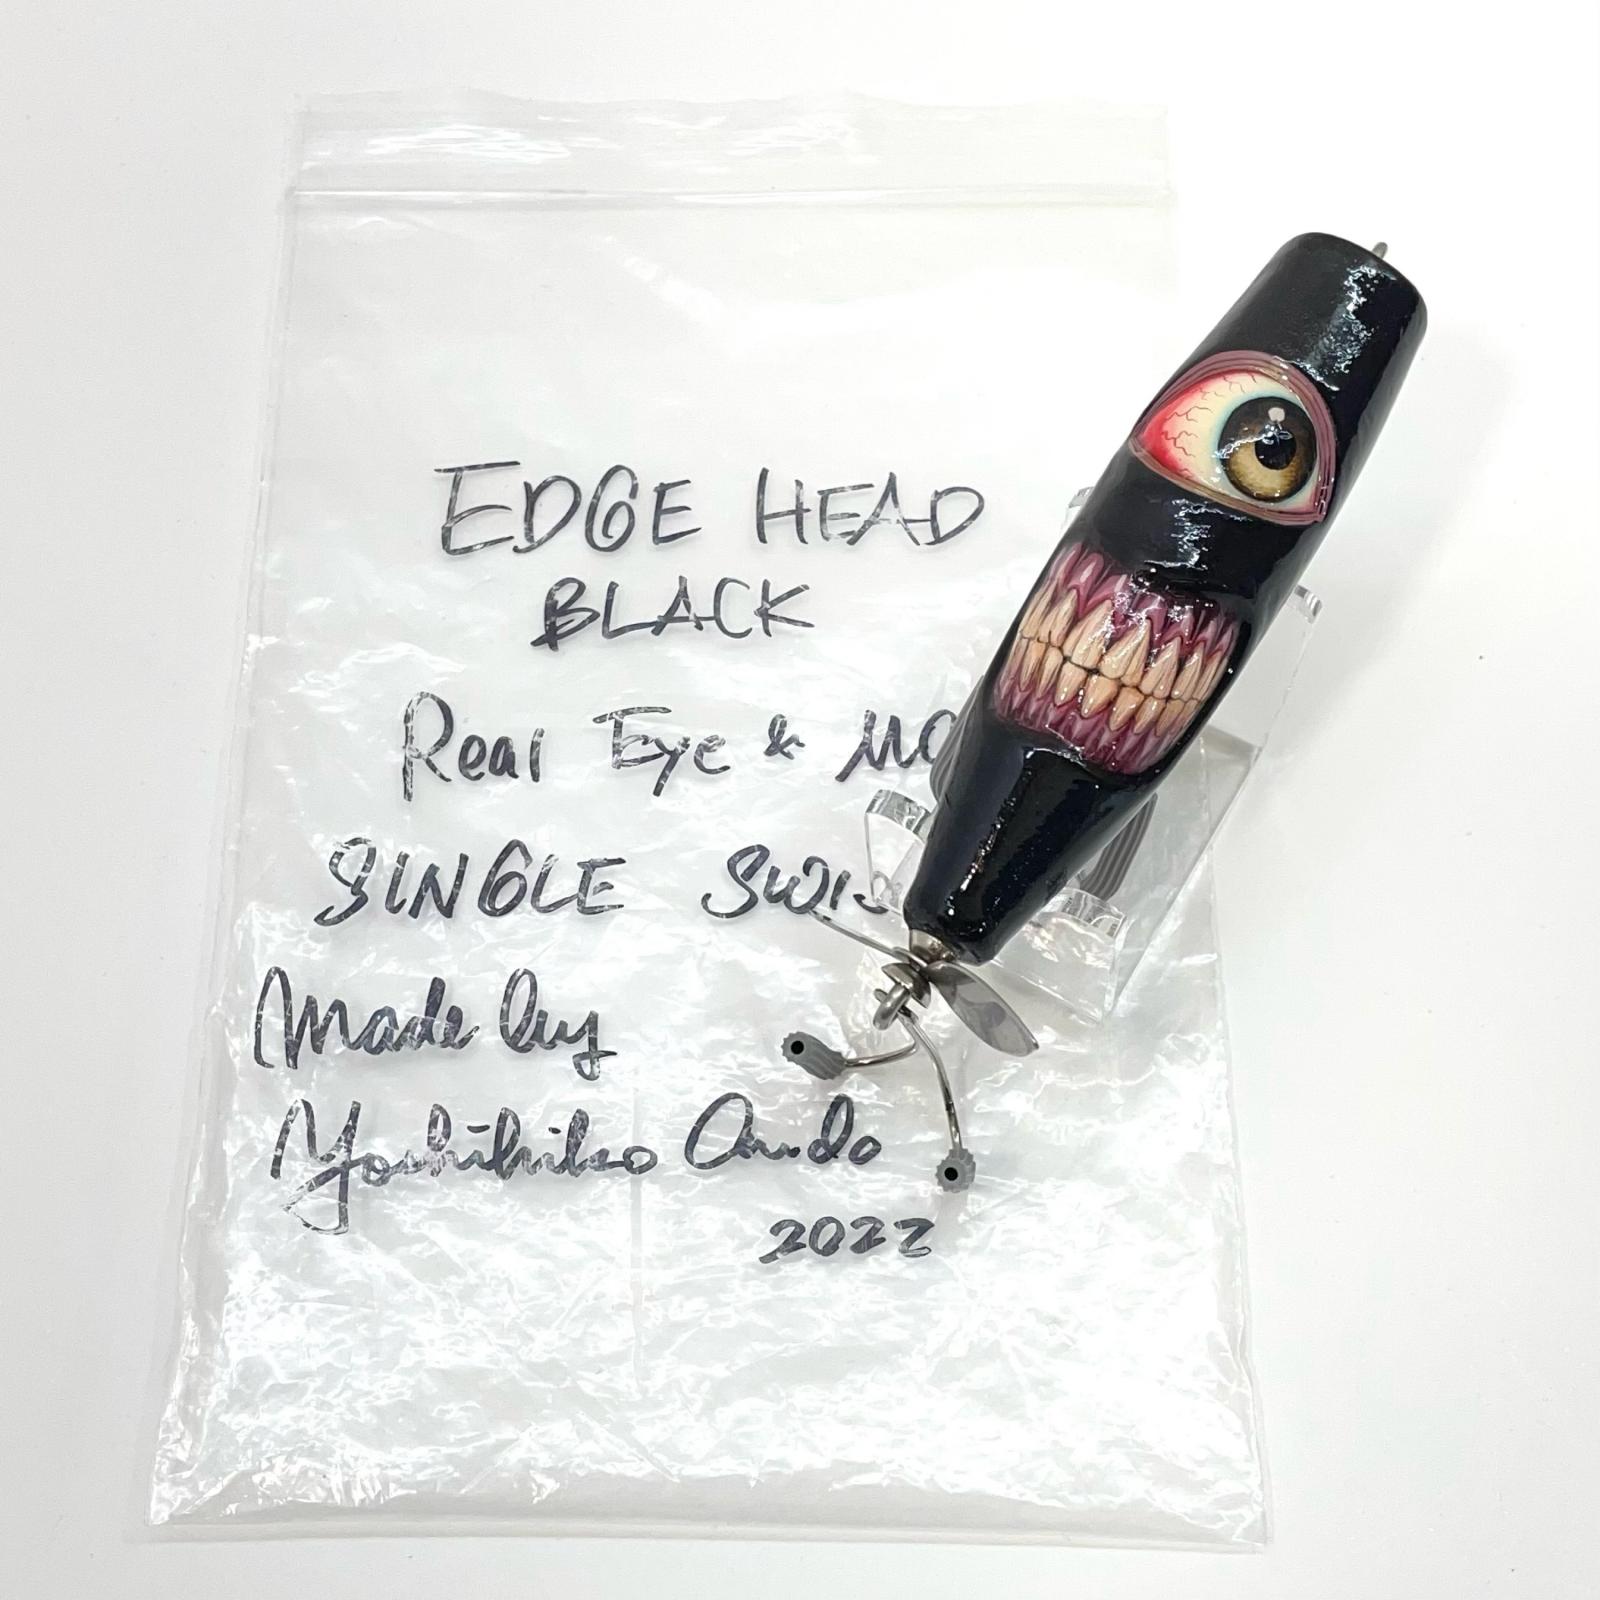 EDGE HEAD
BLACK
Real Eye &
SINGLE
Made by
Yoshihiko Ando
2022